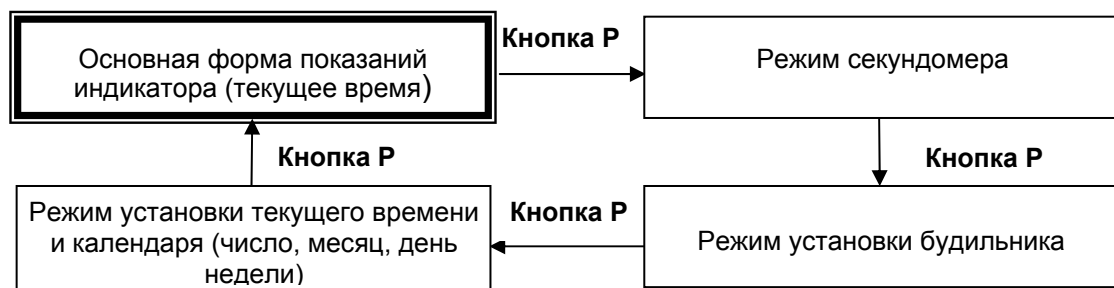 Основная форма показаний
индикатора (текущее время)
Кнопка Р
Режим секундомера
Кнопка Р
Кнопка Р
Режим установки текущего времени
и календаря (число, месяц, день
недели)
Кнопка Р
Режим установки будильника